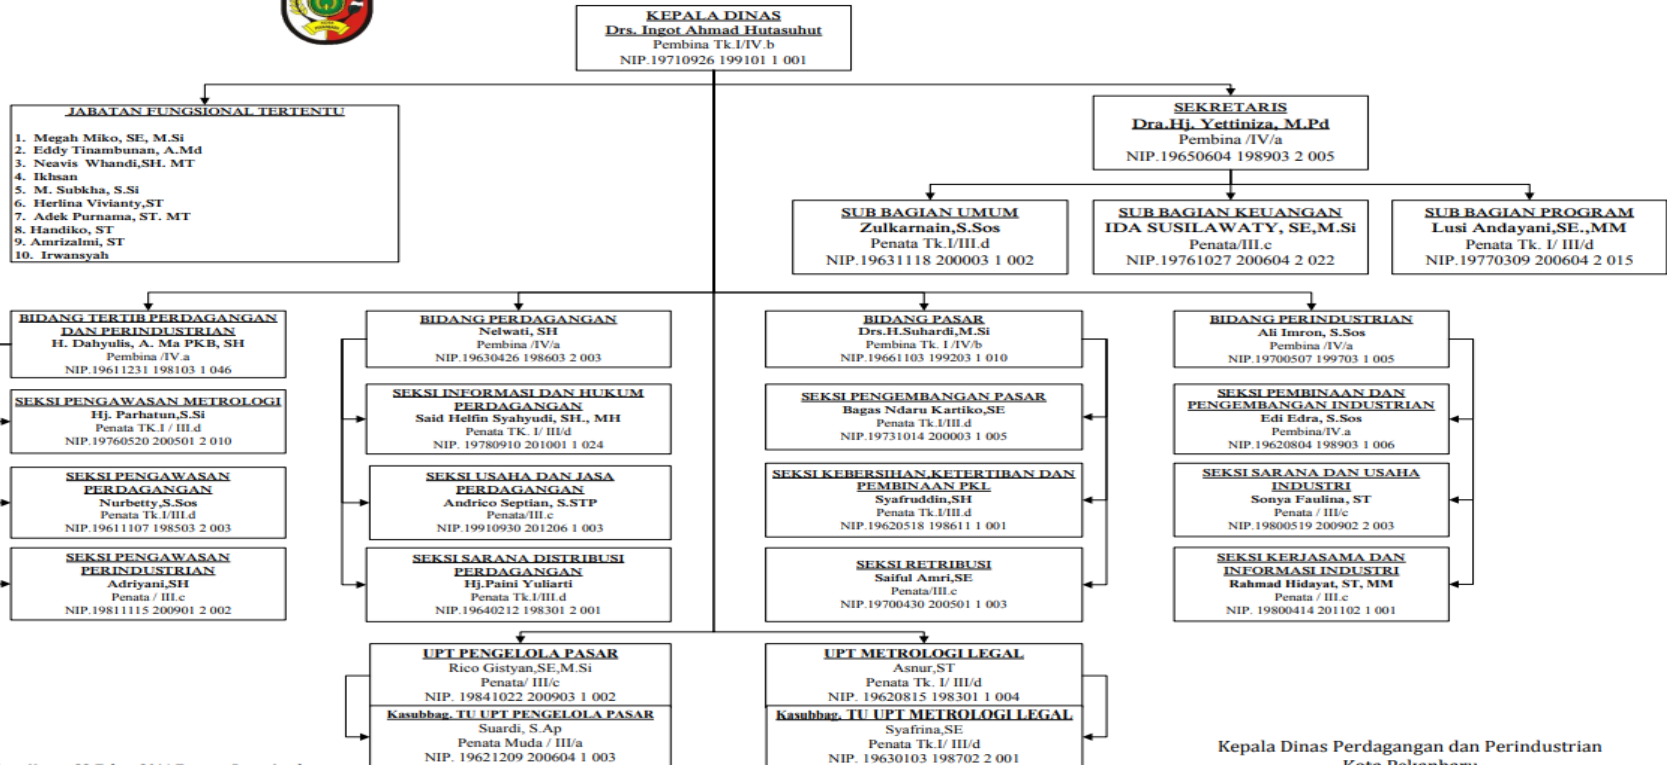 KEPALA DINAS
Drs. Ingot Ahmad Hutasuhut
Pembina Tk.I/IV.b
NIP.19710926 199101 1 001
JABATAN FUNGSIONAL TERTENTU
1. Megah Miko, SE, M.Si
2. Eddy Tinambunan, A.Md
3. Neavis Whandi,SH. MT
4. Ikhsan
5. M. Subkha, S.Si
6. Herlina Vivianty,ST
7. Adek Purnama, ST. MT
8. Handiko, ST
9. Amrizalmi, ST
10. Irwansyah
SEKRETARIS
Dra.Hj. Yettiniza, M.Pd
Pembina /IV/a
NIP.19650604 198903 2 005
SUB BAGIAN UMUM
Zulkarnain,S.Sos
Penata Tk.I/III.d
NIP.19631118 200003 1 002
SUB BAGIAN KEUANGAN
IDA SUSILAWATY, SE,M.Si
Penata/III.c
NIP.19761027 200604 2 022
SUB BAGIAN PROGRAM
Lusi Andayani,SE.,MM
Penata Tk. I/ III/d
NIP.19770309 200604 2 015
BIDANG TERTIB PERDAGANGAN
DAN PERINDUSTRIAN
H. Dahyulis, A. Ma PKB, SH
Pembina /IV.a
NIP.19611231 198103 1 046
SEKSI PENGAWASAN METROLOGI
Hj. Parhatun,S.Si
Penata TK.I / III.d
NIP.19760520 200501 2 010
SEKSI PENGAWASAN
PERDAGANGAN
Nurbetty,S.Sos
Penata Tk.I/III.d
NIP.19611107 198503 2 003
SEKSI PENGAWASAN
PERINDUSTRIAN
Adriyani,SH
Penata / III.c
NIP.19811115 200901 2 002
BIDANG PERDAGANGAN
Nelwati, SH
Pembina /IV/a
NIP.19630426 198603 2 003
SEKSI INFORMASI DAN HUKUM
PERDAGANGAN
Said Helfin Syahyudi, SH., MH
Penata TK. I/ III/d
NIP. 19780910 201001 1 024
SEKSI USAHA DAN JASA
PERDAGANGAN
Andrico Septian, S.STP
Penata/III.c
NIP.19910930 201206 1 003
SEKSI SARANA DISTRIBUSI
PERDAGANGAN
Hj.Paini Yuliarti
Penata Tk.I/III.d
NIP.19640212 198301 2 001
BIDANG PASAR
Drs.H.Suhardi,M.Si
Pembina Tk. I /IV/b
NIP.19661103 199203 1 010
SEKSI PENGEMBANGAN PASAR
Bagas Ndaru Kartiko,SE
Penata Tk.I/III.d
NIP.19731014 200003 1 005
SEKSI KEBERSIHAN,KETERTIBAN DAN
PEMBINAAN PKL
Syafruddin,SH
Penata Tk.I/III.d
NIP.19620518 198611 1 001
SEKSI RETRIBUSI
Saiful Amri,SE
Penata/III.c
NIP.19700430 200501 1 003
BIDANG PERINDUSTRIAN
Ali Imron, S.Sos
Pembina /IV/a
NIP.19700507 199703 1 005
SEKSI PEMBINAAN DAN
PENGEMBANGAN INDUSTRIAN
Edi Edra, S.Sos
Pembina/IV.a
NIP.19620804 198903 1 006
SEKSI SARANA DAN USAHA
INDUSTRI
Sonya Faulina, ST
Penata / III/c
NIP.19800519 200902 2 003
SEKSI KERJASAMA DAN
INFORMASI INDUSTRI
Rahmad Hidayat, ST, MM
Penata / III.c
NIP. 19800414 201102 1 001
UPT PENGELOLA PASAR
Rico Gistyan,SE,M.Si
Penata/ III/c
NIP. 19841022 200903 1 002
Kasubbag. TU UPT PENGELOLA PASAR
Suardi, S.Ap
Penata Muda / III/a
NIP. 19621209 200604 1 003
UPT METROLOGI LEGAL
Asnur,ST
Penata Tk. I/ III/d
NIP. 19620815 198301 1 004
Kasubbag. TU UPT METROLOGI LEGAL
Syafrina,SE
Penata Tk.I/ III/d
NIP. 19630103 198702 2 001
Kepala Dinas Perdagangan dan Perindustrian
Kota Pekanbaru